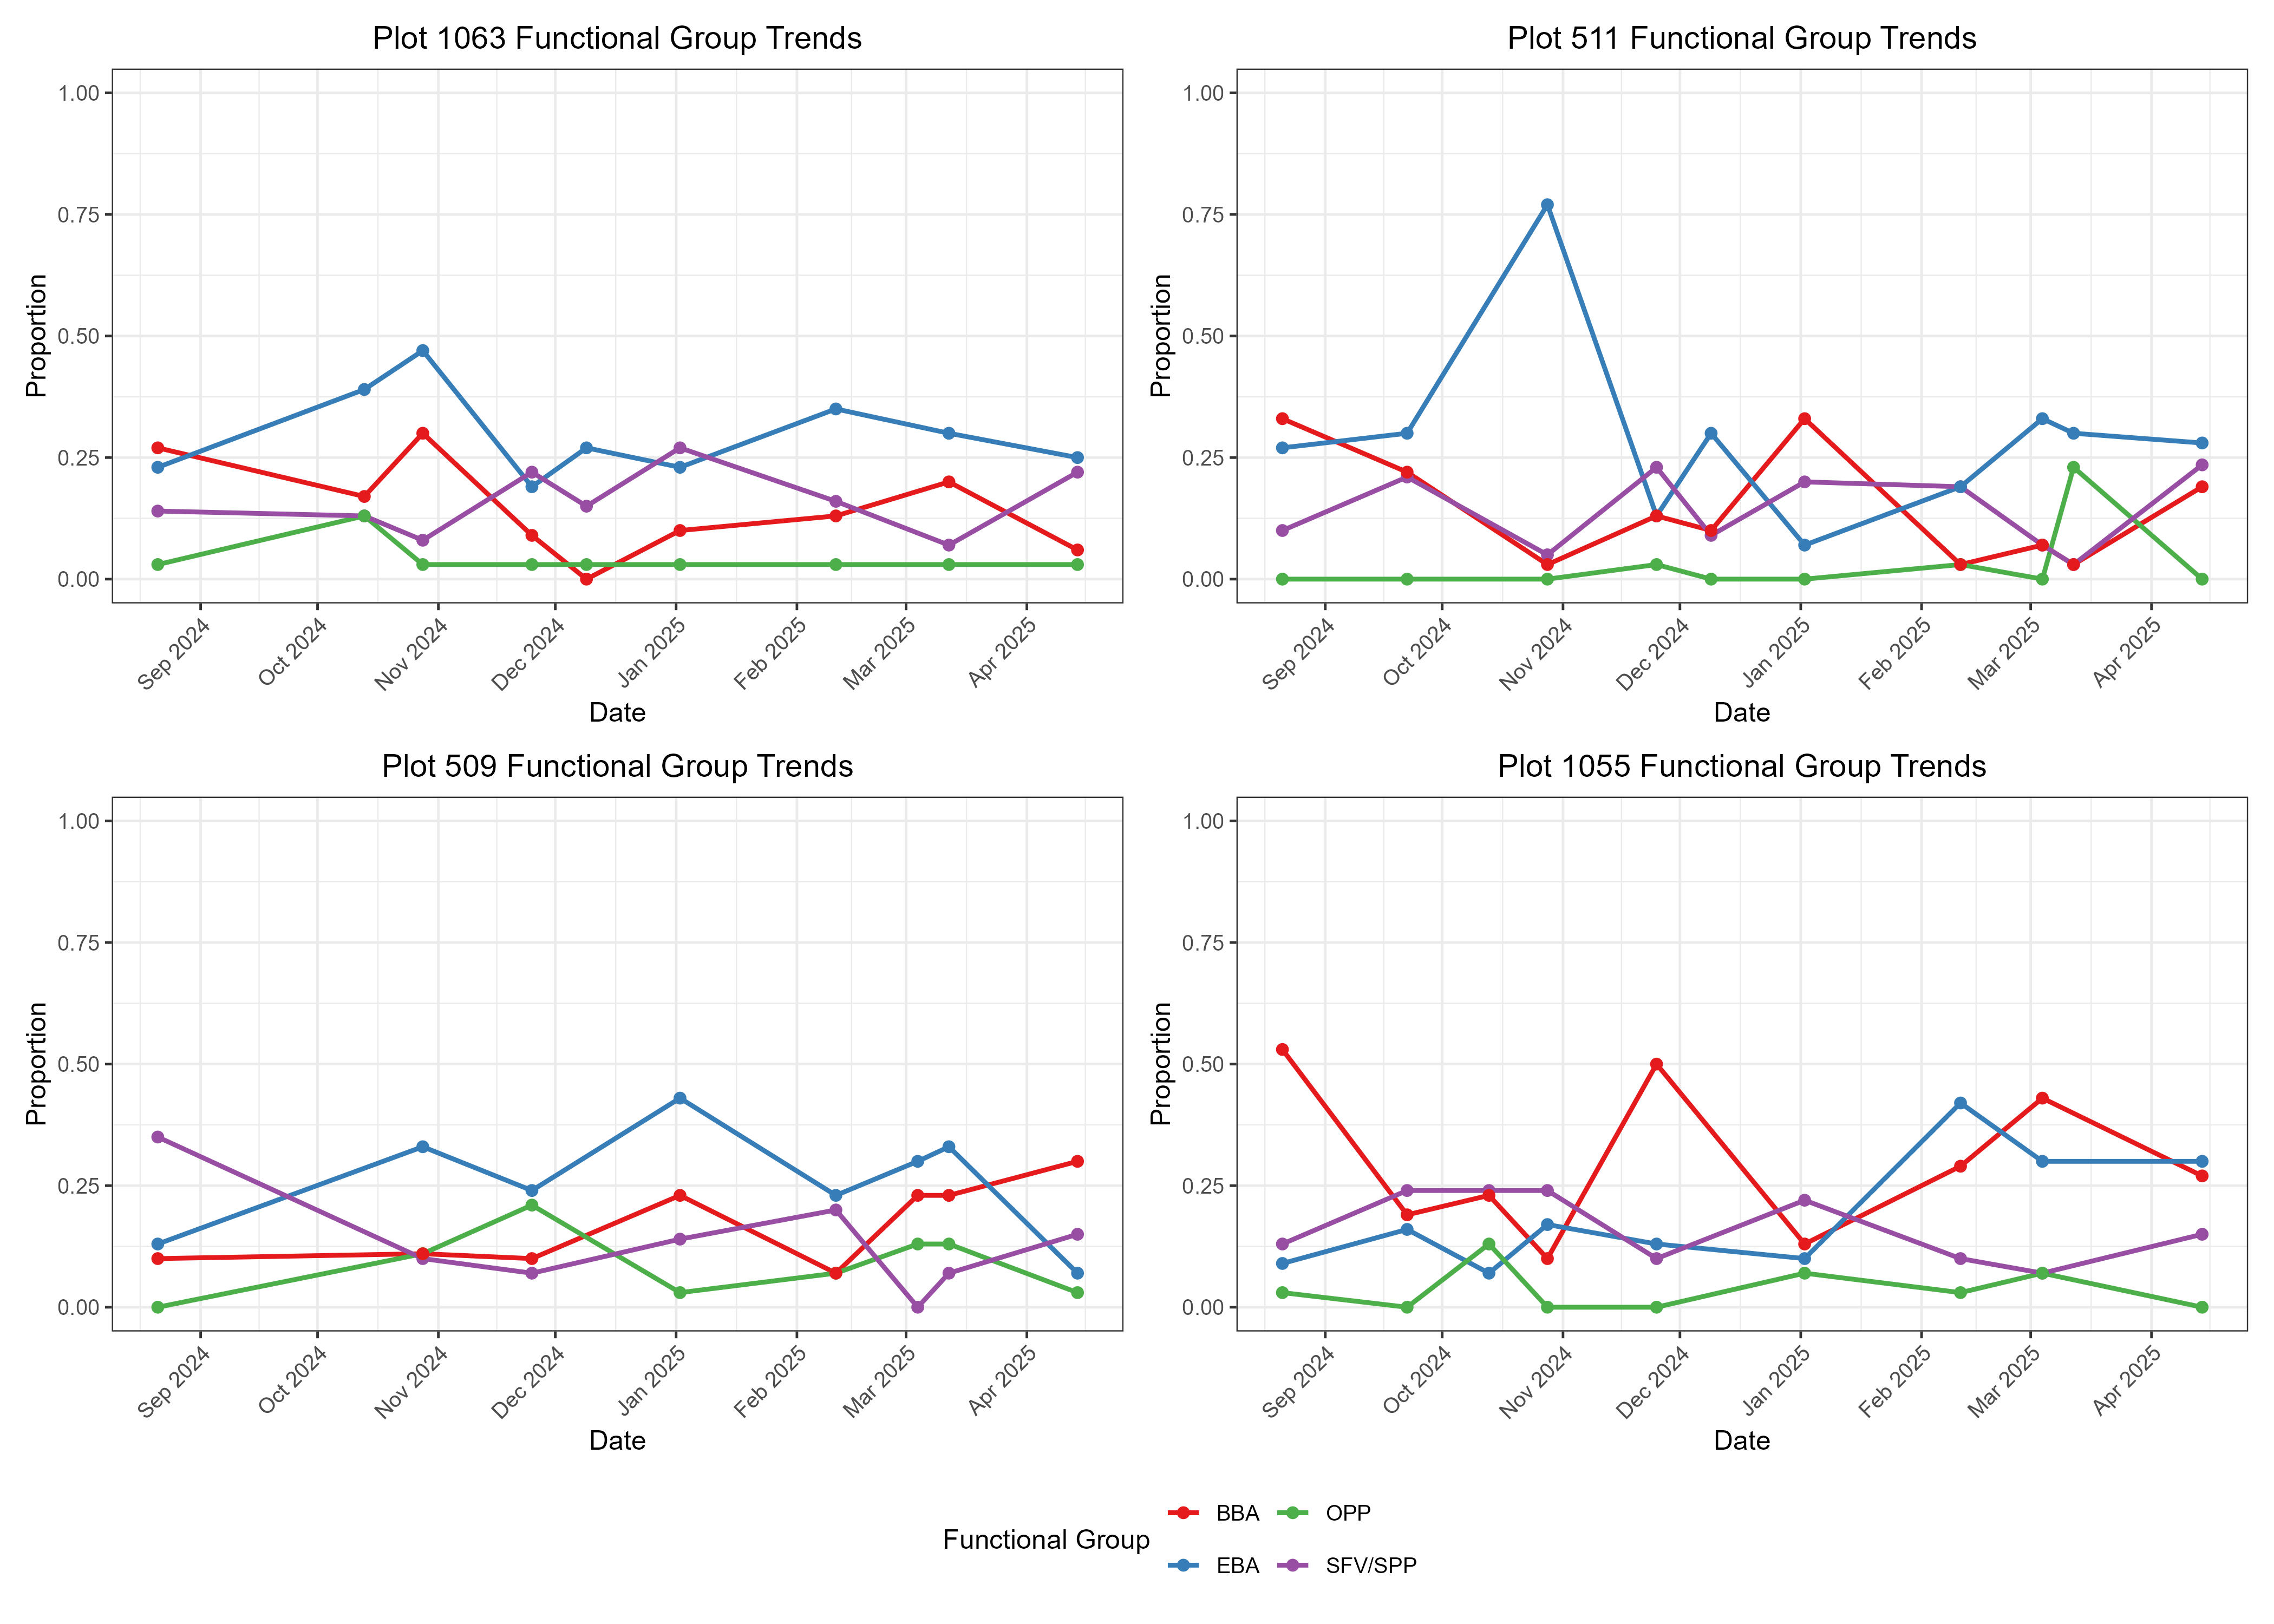 Plot 1063 Functional Group Trends
Proportion
1.00
0.75
0.50
0.25
0.00
Sep 2024
Oct 2024
Nov 2024
Dec 2024
Jan 2025
Feb 2025
Mar 2025
Apr 2025
Date
Plot 511 Functional Group Trends
Proportion
1.00
0.75
0.50
0.25
0.00
Sep 2024
Oct 2024
Nov 2024
Dec 2024
Jan 2025
Feb 2025
Mar 2025
Apr 2025
Date
Plot 509 Functional Group Trends
Proportion
1.00
0.75
0.50
0.25
0.00
Sep 2024
Oct 2024
Nov 2024
Dec 2024
Jan 2025
Feb 2025
Mar 2025
Apr 2025
Date
Plot 1055 Functional Group Trends
Proportion
1.00
0.75
0.50
0.25
0.00
Sep 2024
Oct 2024
Nov 2024
Dec 2024
Jan 2025
Feb 2025
Mar 2025
Apr 2025
Date
Functional Group
BBA
EBA
OPP
SFV/SPP